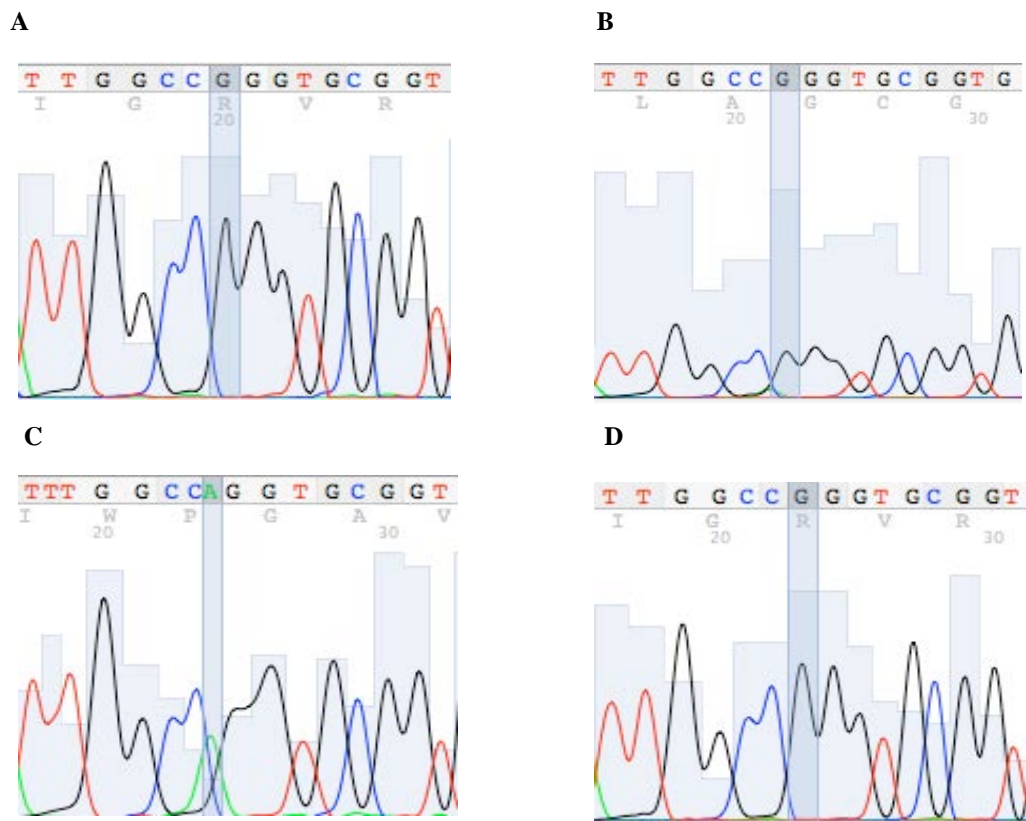 A
B
T T G G C C G G G T G C G G T
I G R V R
20
T T G G C C G G G T G C G G T G
L A G C G
20 30
C
D
T T T G G C C A G G T G C G G T
I W P G A V
20 30
T T G G C C G G G T G C G G T
I G R V R
20 30